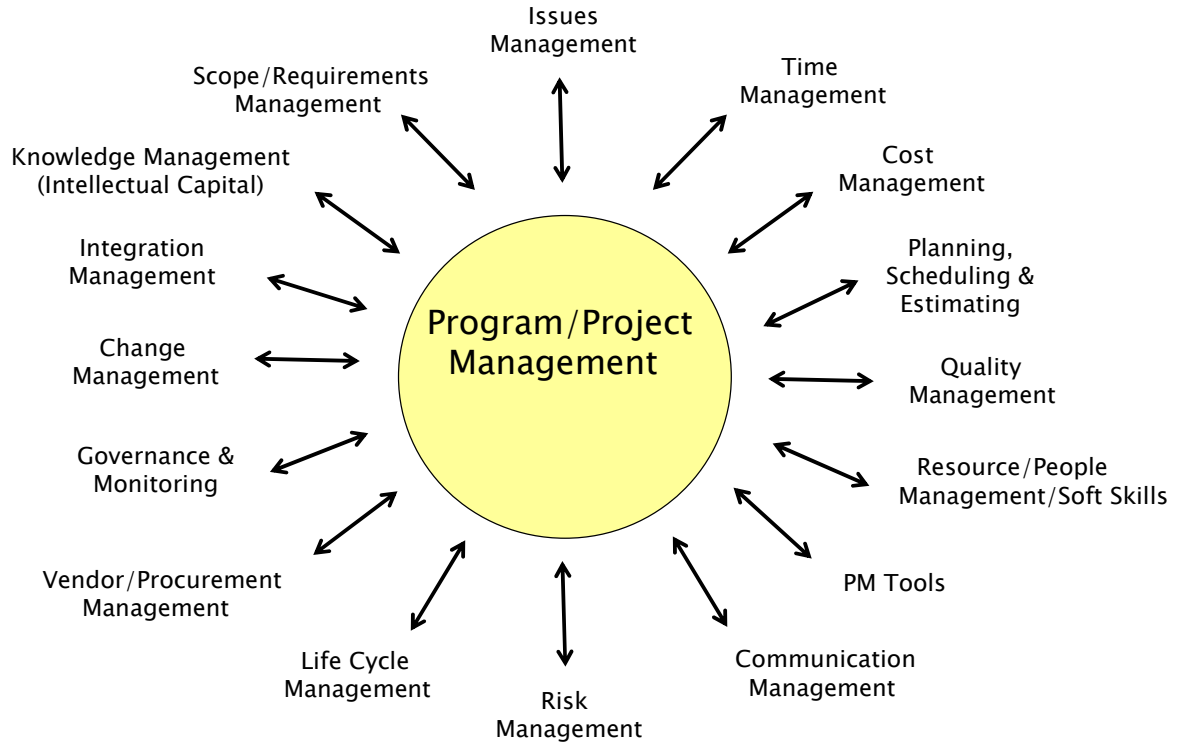 Issues
Management
Time
Management
Cost
Management
Planning,
Scheduling &
Estimating
Quality
Management
Resource/People
Management/Soft Skills
PM Tools
Communication
Management
Risk
Management
Life Cycle
Management
Vendor/Procurement
Management
Governance &
Monitoring
Change
Management
Integration
Management
Knowledge Management
(Intellectual Capital)
Scope/Requirements
Management
Program/Project
Management